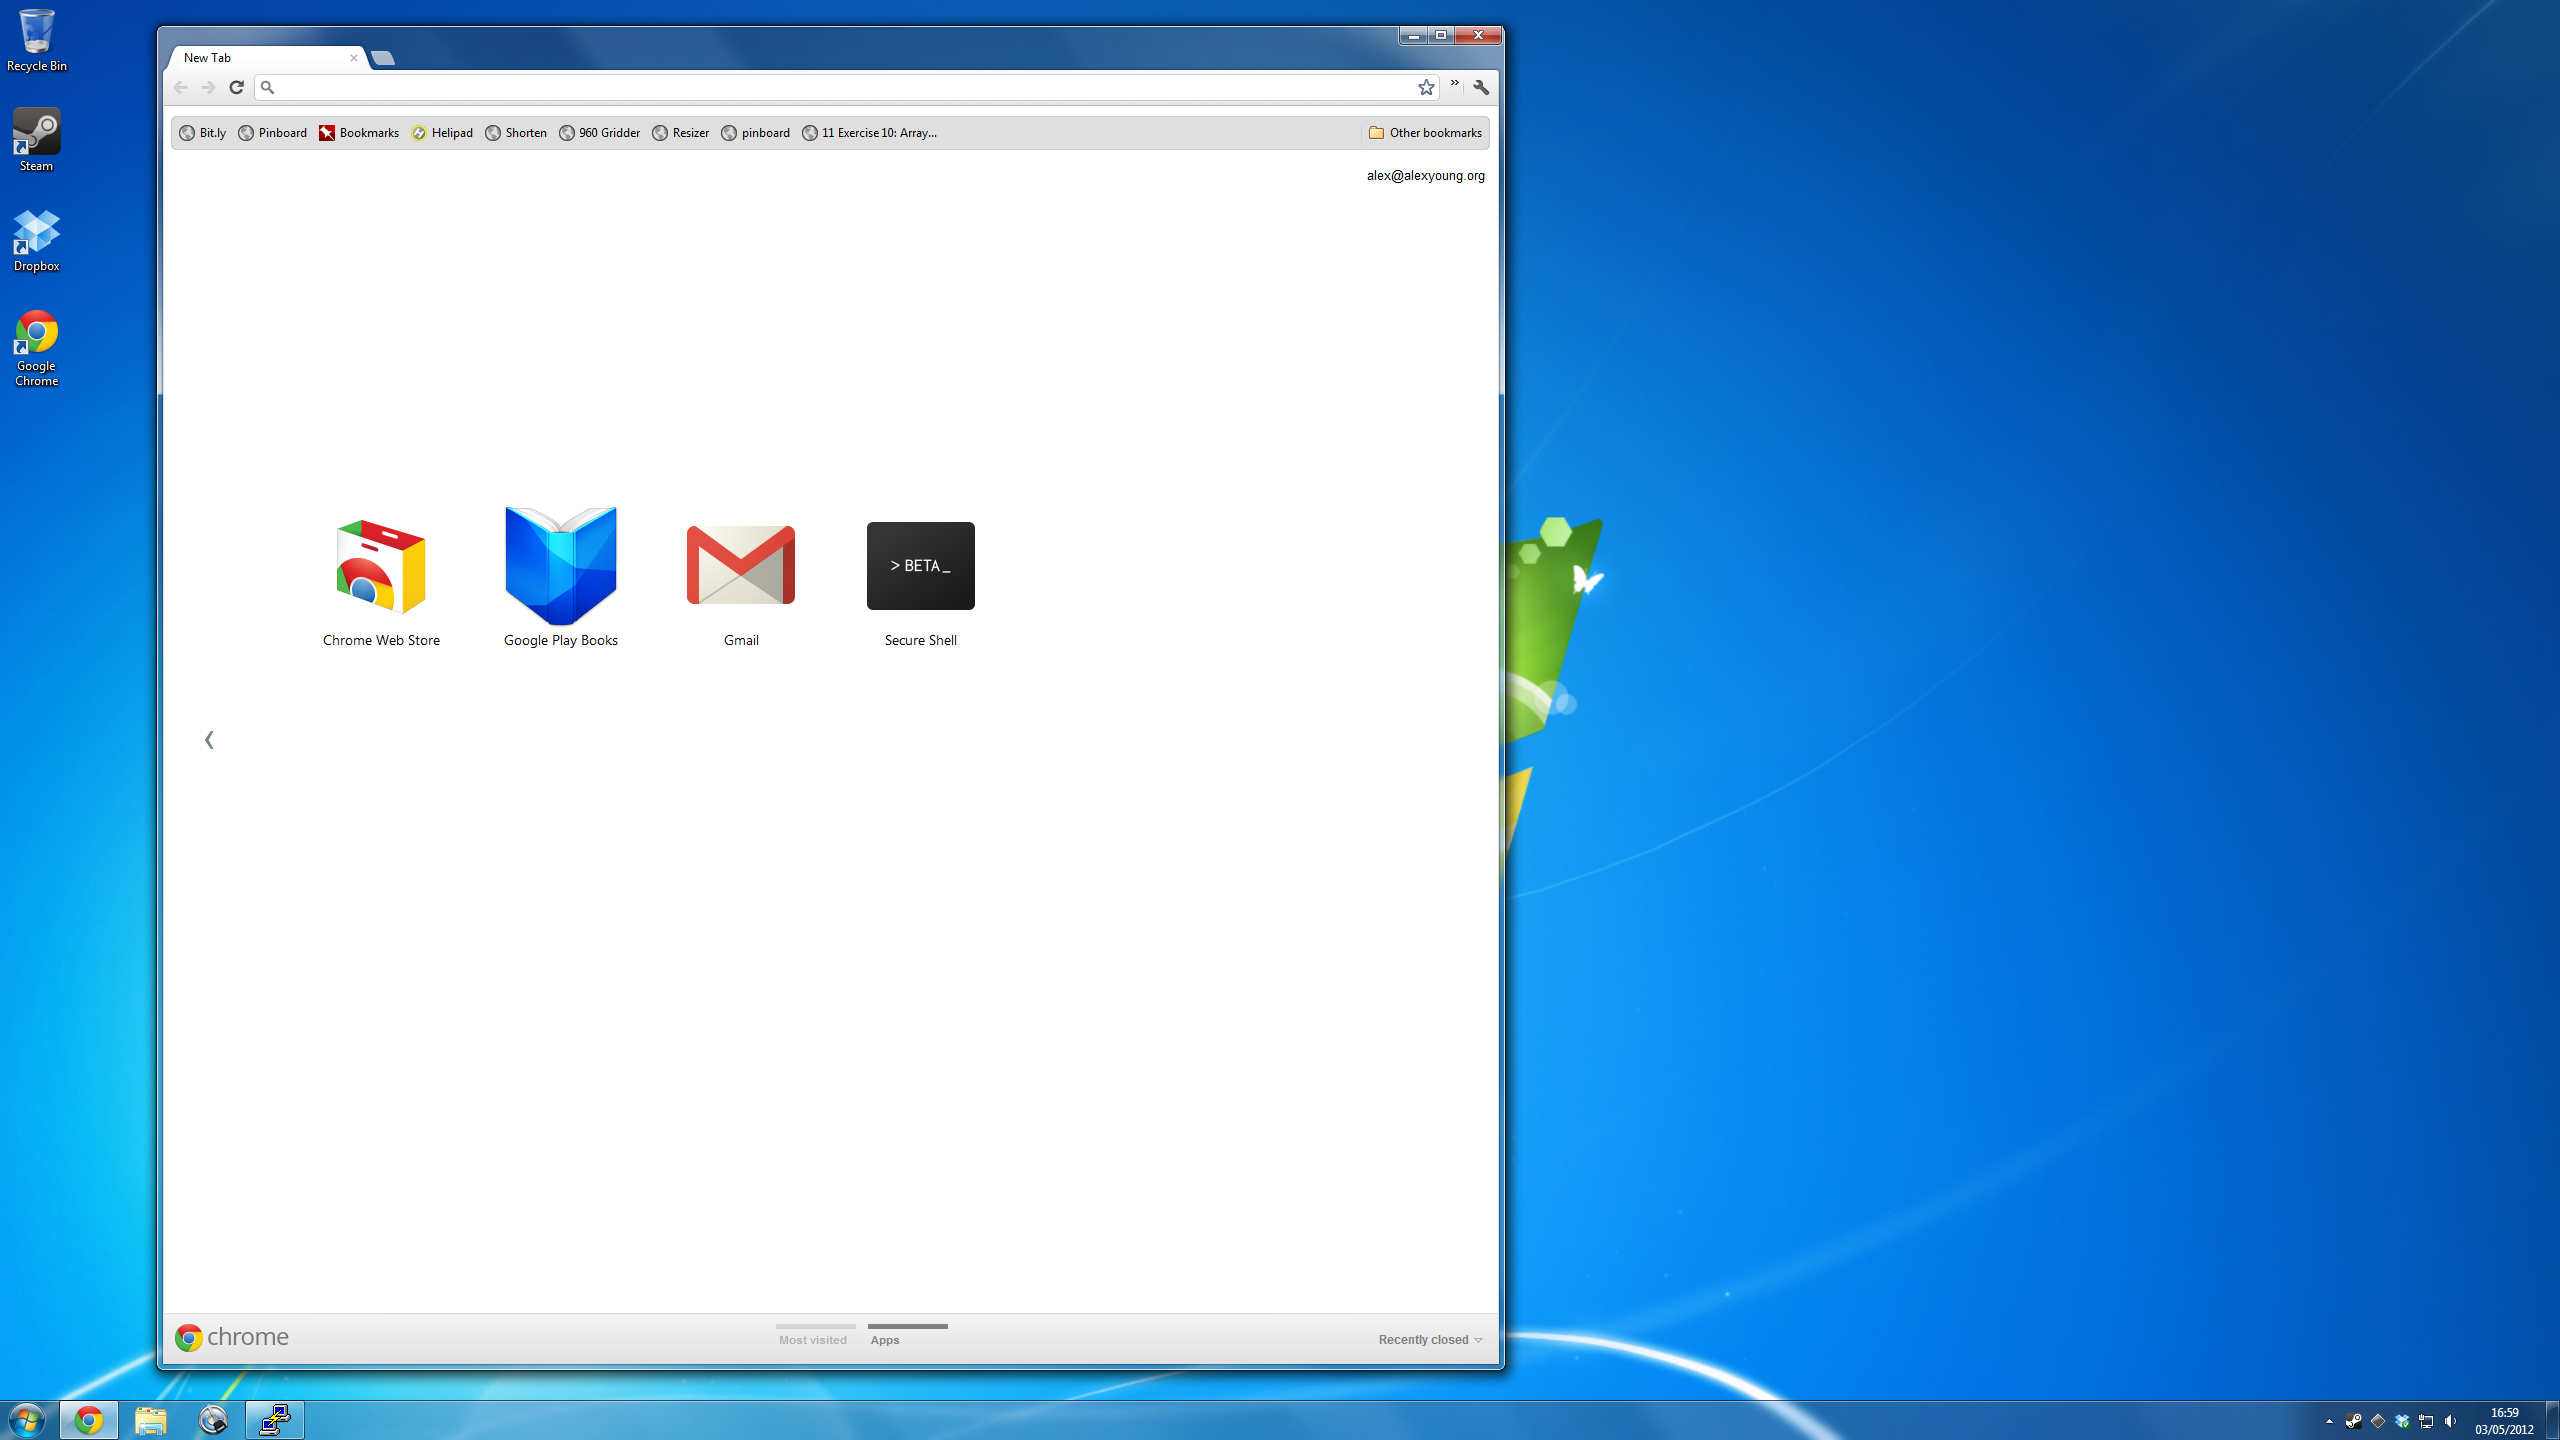 Recycle Bin
Steam
Dropbox
Google
Chrome
New Tab
Bit.ly Pinboard Bookmarks Helipad Shorten 960 Gridder Resizer pinboard 11 Exercise 10: Array... Other bookmarks
alex@alexyoung.org
> BETA_
Chrome Web Store Google Play Books Gmail Secure Shell
chrome Most visited Apps Recently closed
16:59
03/05/2012